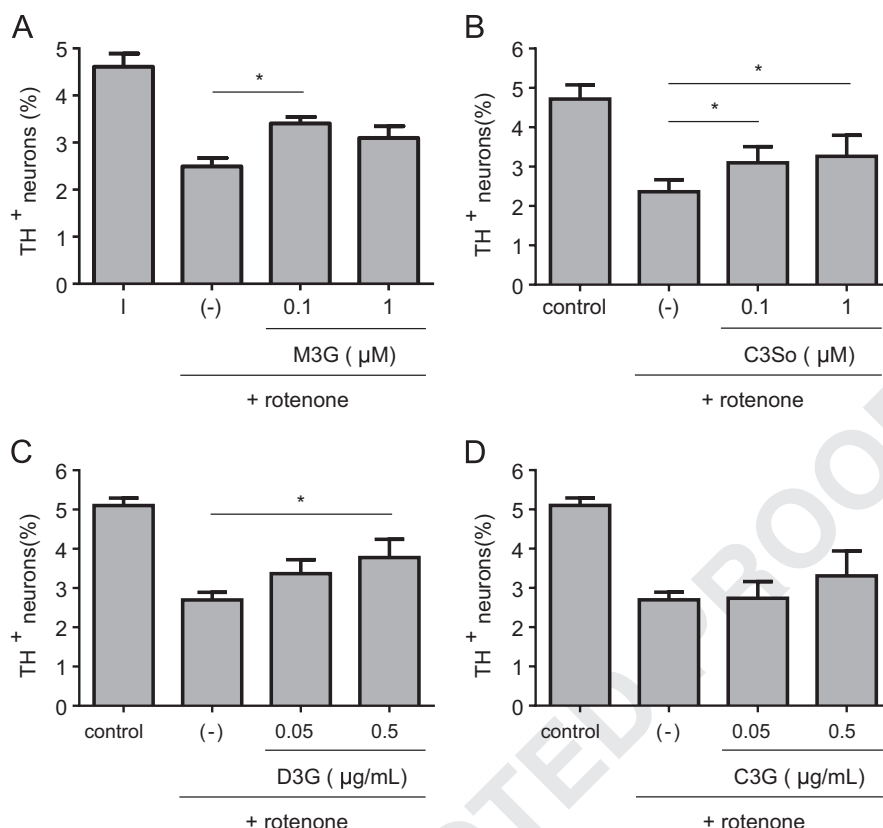 A
B
TH + neurons (%)
5
4
3
2
1
0
*
I
(-)
0.1
1
M3G ( µM)
+ rotenone
TH + neurons(%)
6
5
4
3
2
1
0
*
*
control
(-)
0.1
1
C3So ( µM)
+ rotenone
C
D
TH + neurons(%)
6
5
4
3
2
1
0
*
control
(-)
0.05
0.5
D3G ( µg/mL)
+ rotenone
TH + neurons(%)
6
5
4
3
2
1
0
control
(-)
0.05
0.5
C3G ( µg/mL)
+ rotenone
TED PROOF